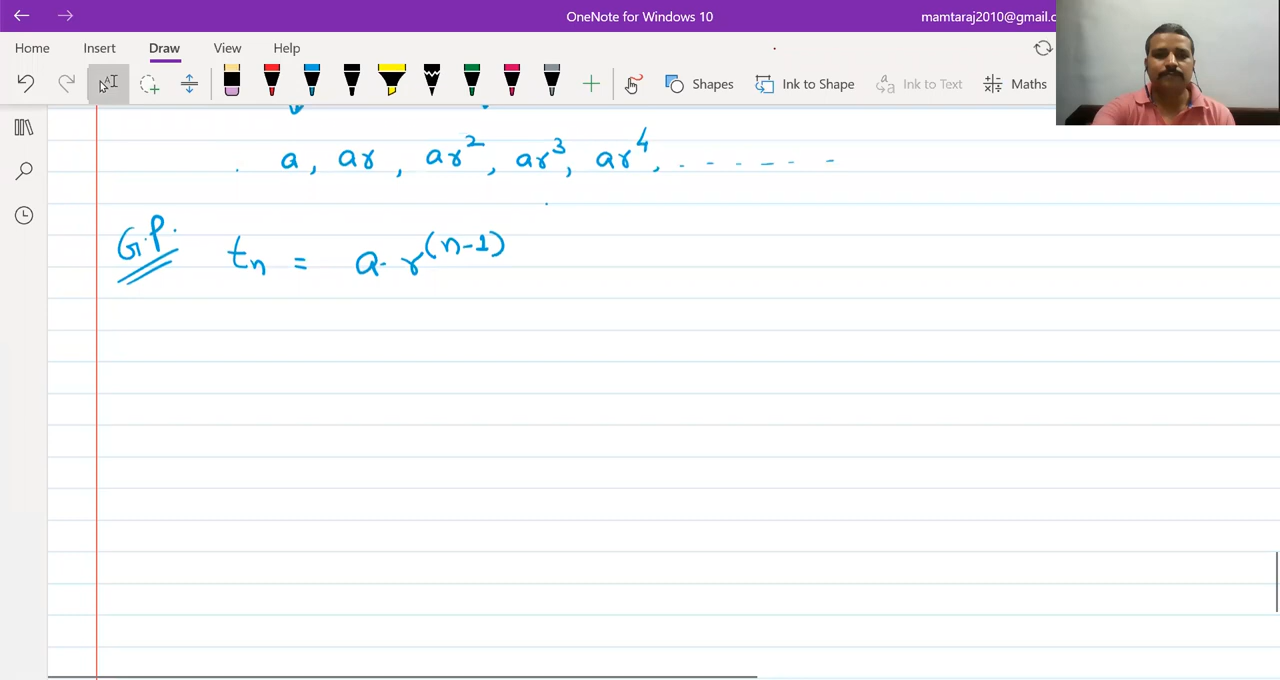 OneNote for Windows 10
mamtaraj2010@gmail.c
Home Insert Draw View Help
Shapes Ink to Shape Ink to Text Maths
a, ar, ar², ar³, ar⁴, . - - - - - -
G.P. tₙ = a· r⁽ⁿ⁻¹⁾